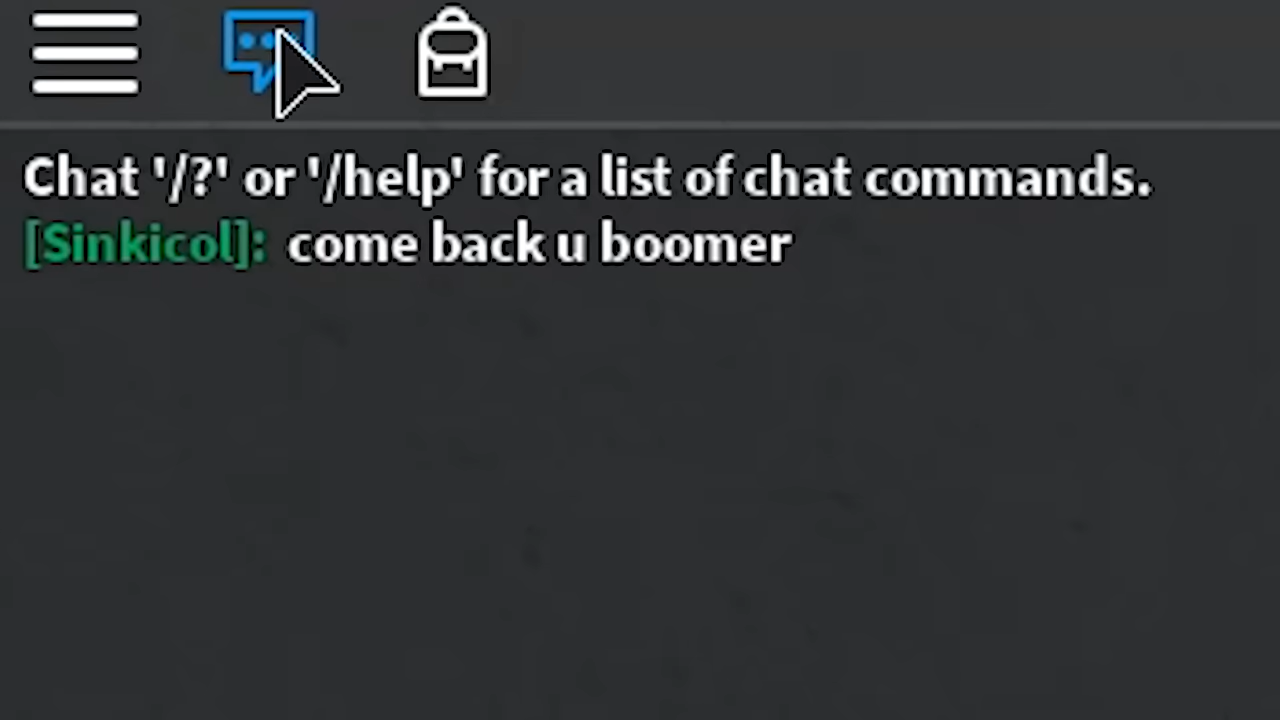 Chat '/?' or '/help' for a list of chat commands.
[Sinkicol]: come back u boomer